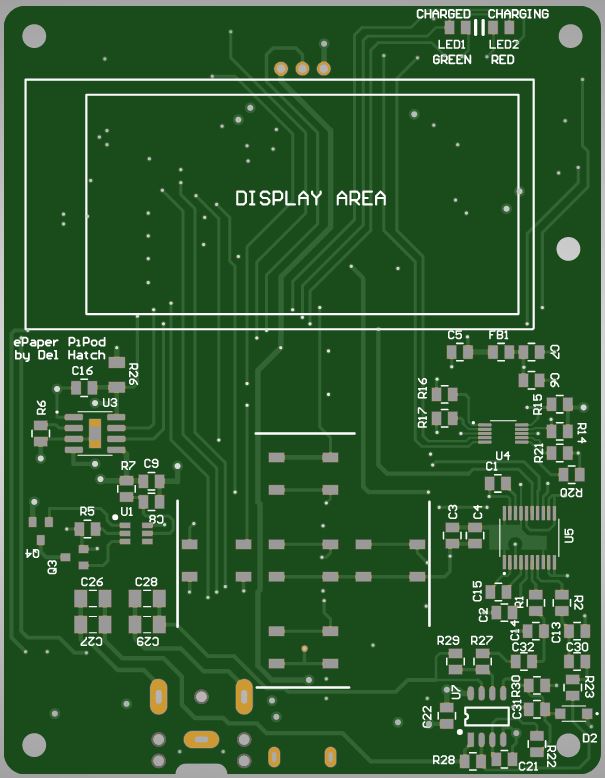 CHARGED CHARGING
LED1 LED2
GREEN RED
DISPLAY AREA
ePaper PiPod
by Del Hatch
C5 FB1 C7
C6
C16
R26
U3
R6
R16
R17
R15
R14
R21
U4
R20
C1
R7 C9
C8
U1
R5
Q4
Q3
C3 C4
U5
C26 C28
C27 C29
C15
C2
R1
R2
C14
C13
R29 R27
C32 C30
U7
R30
R23
C22
C31
D2
R28
C21
R22